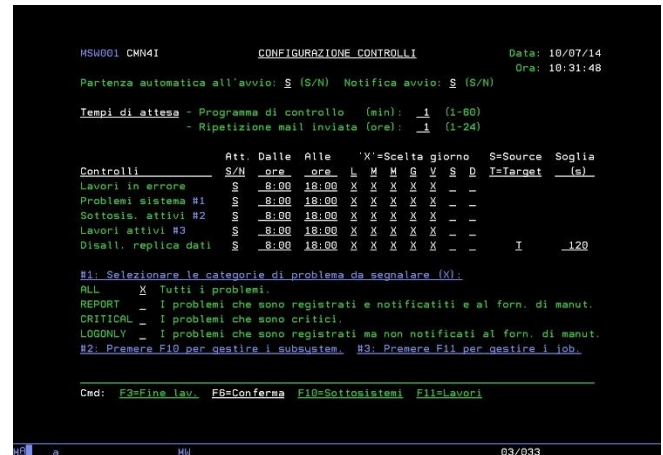 MSW001 CMN4I CONFIGURAZIONE CONTROLLI Data: 10/07/14
Ora: 10:31:48
Partenza automatica all'avvio: S (S/N) Notifica avvio: S (S/N)
Tempi di attesa - Programma di controllo (min): 1 (1-60)
- Ripetizione mail inviata (ore): 1 (1-24)
Att. Dalle Alle 'X'=Scelta giorno S=Source Soglia
Controlli S/N ore ore L M M G V S D T=Target (s)
Lavori in errore S 8:00 18:00 X X X X X _ _
Problemi sistema #1 S 8:00 18:00 X X X X X _ _
Sottosis. attivi #2 S 8:00 18:00 X X X X X _ _
Lavori attivi #3 S 8:00 18:00 X X X X X _ _
Disall. replica dati S 8:00 18:00 X X X X X _ _ T 120
#1: Selezionare le categorie di problema da segnalare (X):
ALL X Tutti i problemi.
REPORT _ I problemi che sono registrati e notificatiti e al forn. di manut.
CRITICAL _ I problemi che sono critici.
LOGONLY _ I problemi che sono registrati ma non notificati al forn. di manut.
#2: Premere F10 per gestire i subsystem. #3: Premere F11 per gestire i job.
Cmd: F3=Fine lav. F6=Conferma F10=Sottosistemi F11=Lavori
MA a MW 03/033